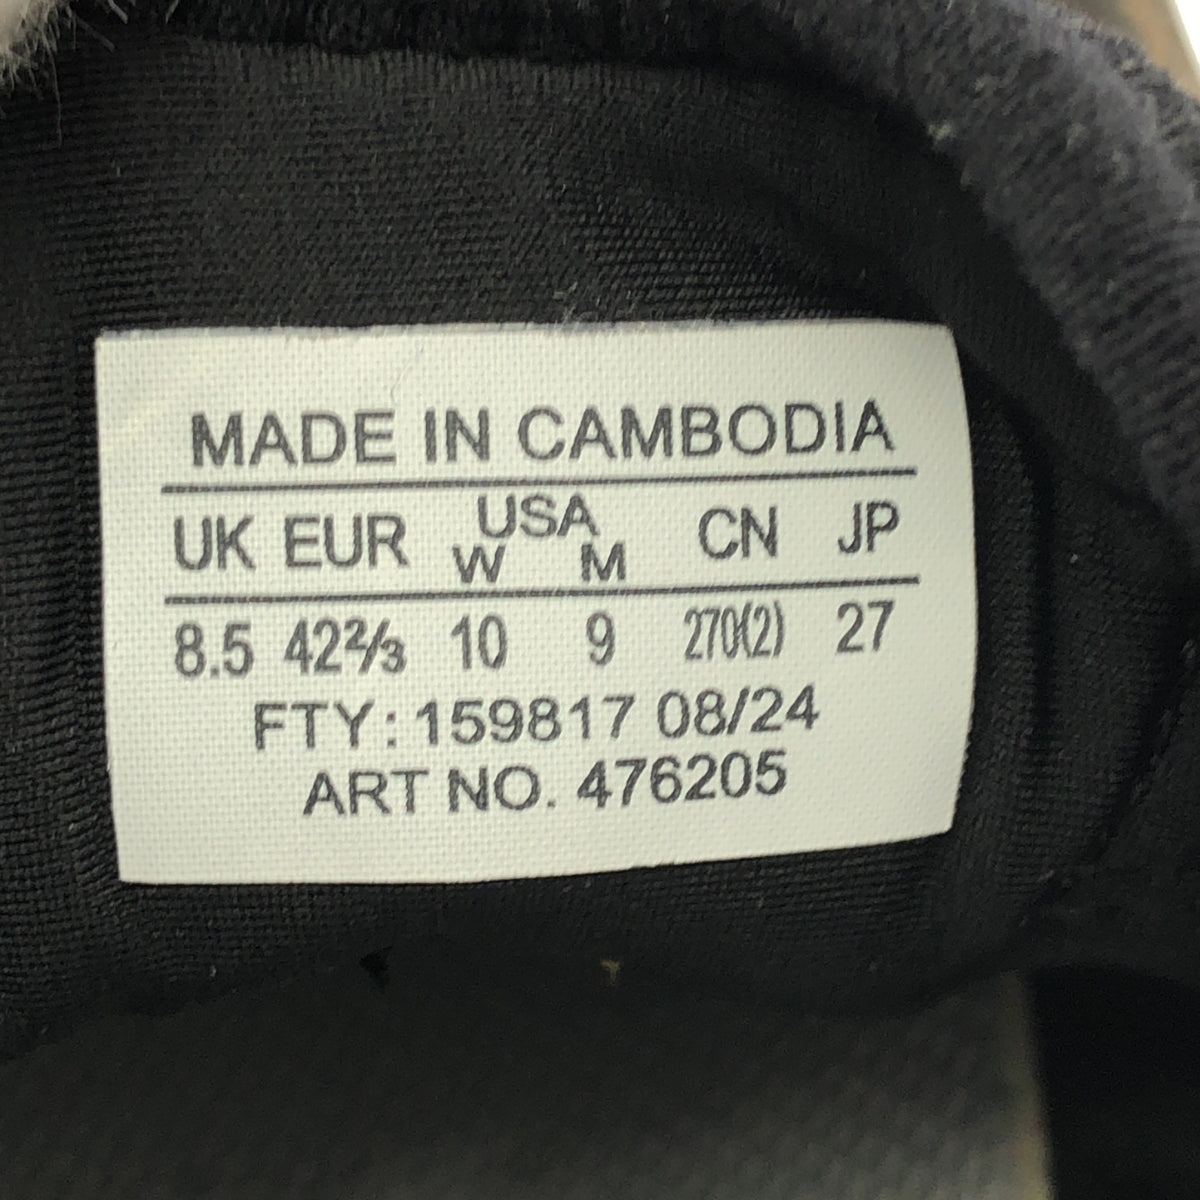 MADE IN CAMBODIA
UK EUR USA CN JP
W M
8.5 42⅔ 10 9 270(2) 27
FTY: 159817 08/24
ART NO. 476205